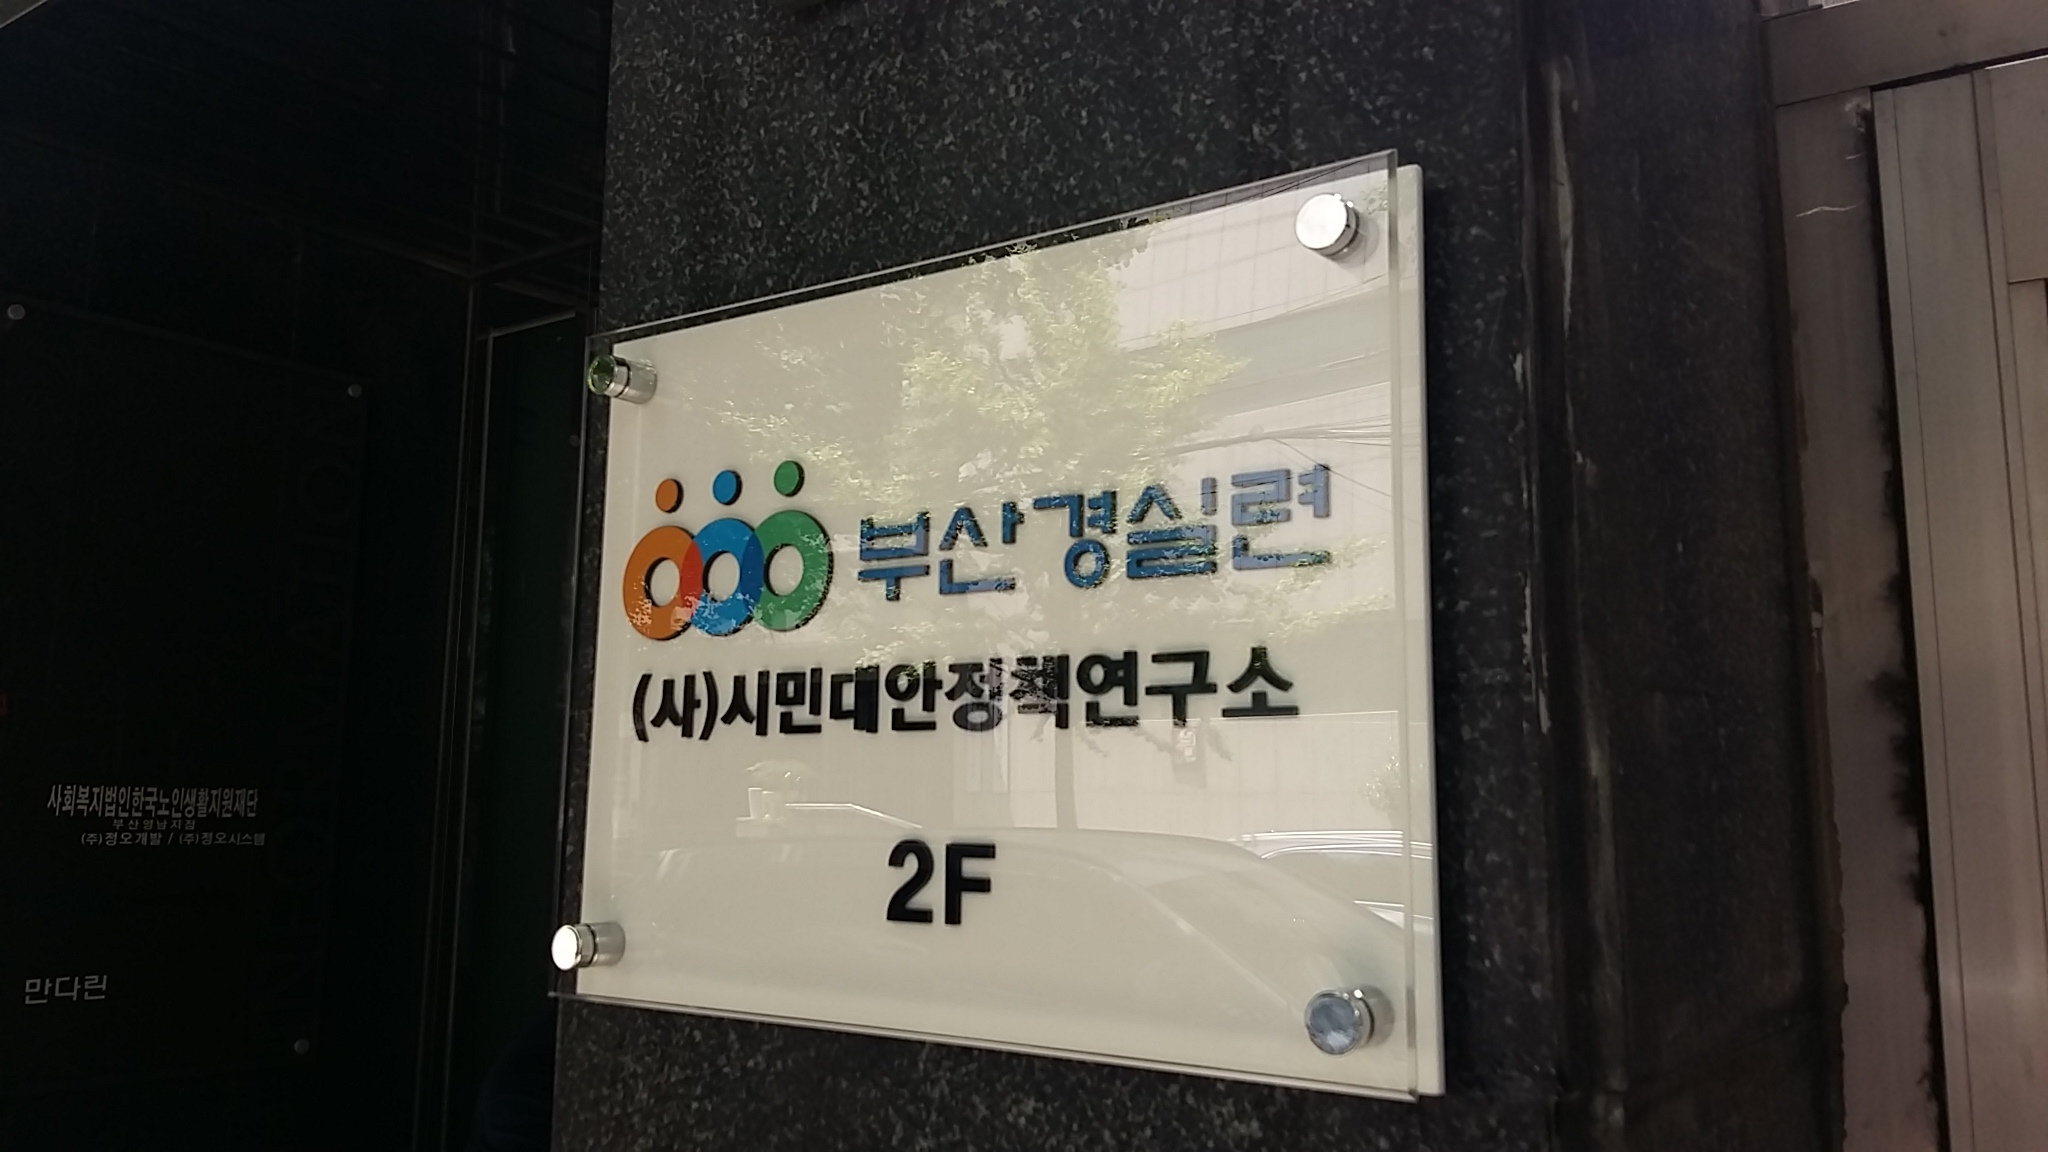 부산경실련
(사)시민대안정책연구소
2F
INFORMATION
사회복지법인한국노인생활지원재단
부산영남지점
(주)정오개발 / (주)정오시스템
만다린